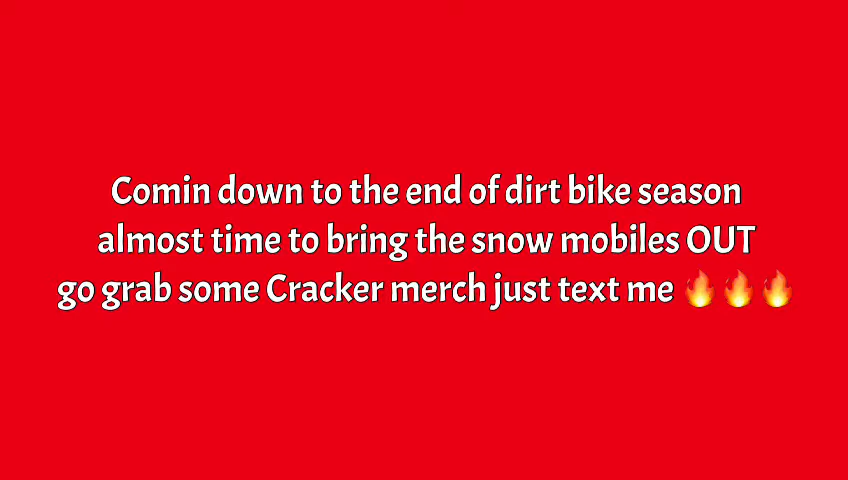 Comin down to the end of dirt bike season
almost time to bring the snow mobiles OUT
go grab some Cracker merch just text me 🔥🔥🔥